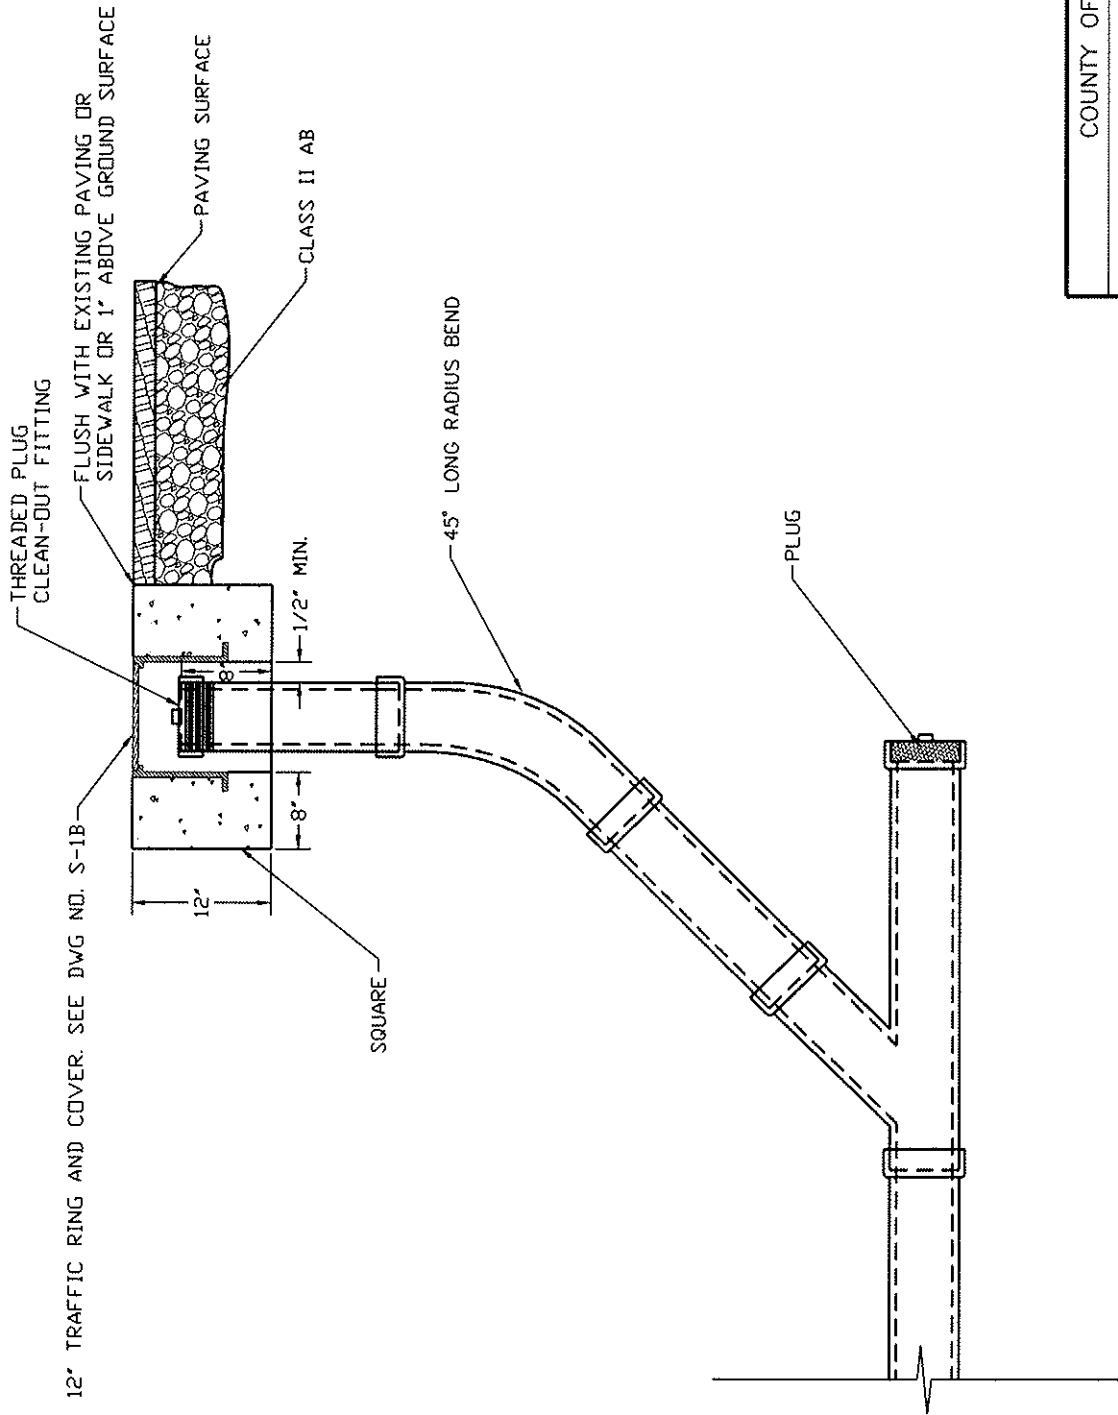 THREADED PLUG
CLEAN-OUT FITTING
FLUSH WITH EXISTING PAVING OR
SIDEWALK OR 1" ABOVE GROUND SURFACE
PAVING SURFACE
CLASS II AB
12" TRAFFIC RING AND COVER. SEE DWG NO. S-1B
8"
1/2" MIN.
8"
12"
SQUARE
45° LONG RADIUS BEND
PLUG
COUNTY OF